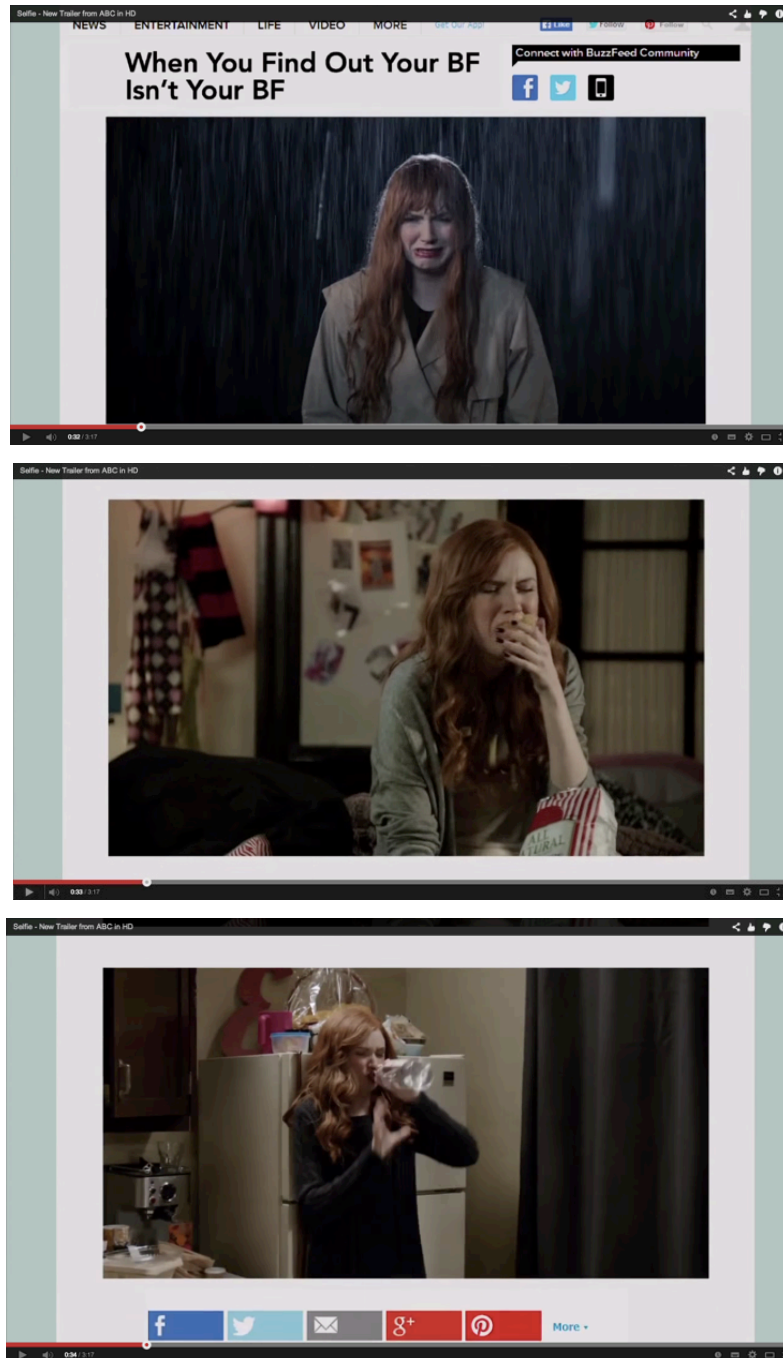 Selfie - New Trailer from ABC in HD
NEWS ENTERTAINMENT LIFE VIDEO MORE Get Our App! Like Follow Follow
When You Find Out Your BF
Isn't Your BF
Connect with BuzzFeed Community
0:32 / 3:17
Selfie - New Trailer from ABC in HD
ALL
NATURAL
0:33 / 3:17
Selfie - New Trailer from ABC in HD
More
0:34 / 3:17